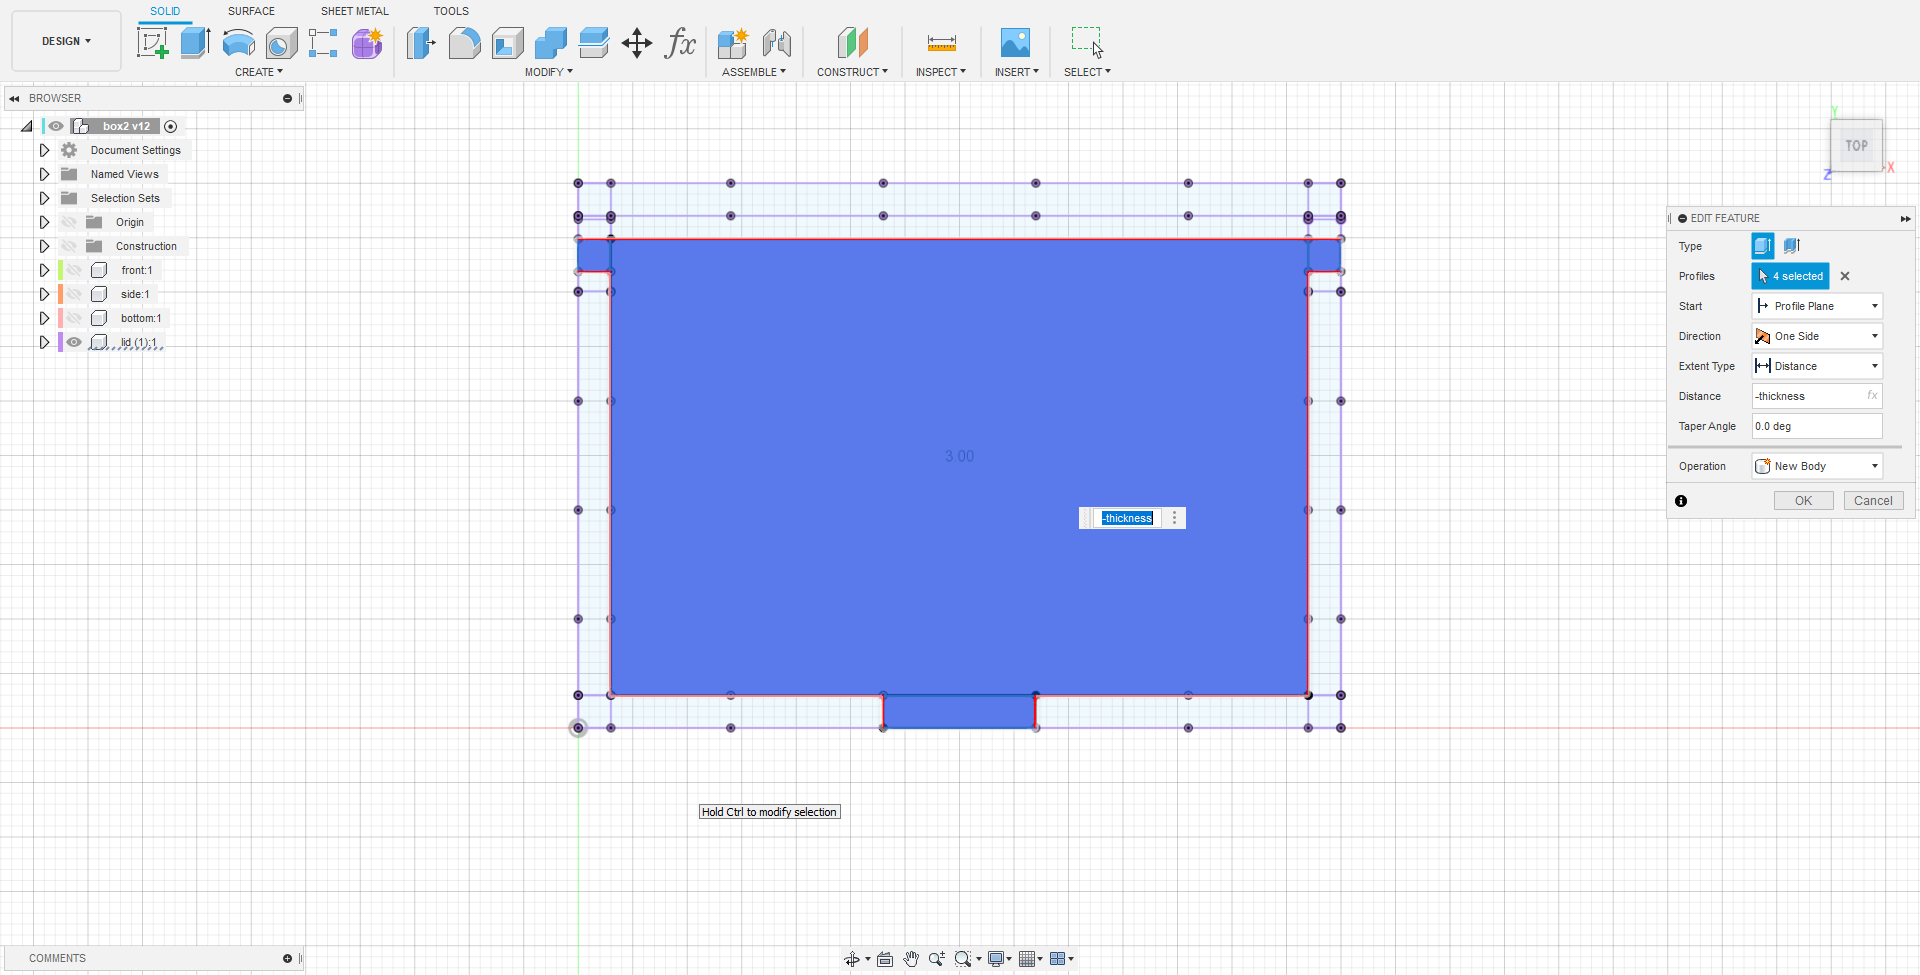 SOLID SURFACE SHEET METAL TOOLS
DESIGN
CREATE MODIFY ASSEMBLE CONSTRUCT INSPECT INSERT SELECT
fx
BROWSER
box2 v12
Document Settings
Named Views
Selection Sets
Origin
Construction
front:1
side:1
bottom:1
lid (1):1
Y
TOP
X
Z
EDIT FEATURE
Type
Profiles 4 selected
Start Profile Plane
Direction One Side
Extent Type Distance
Distance -thickness fx
Taper Angle 0.0 deg
Operation New Body
OK Cancel
3.00
-thickness
Hold Ctrl to modify selection
COMMENTS